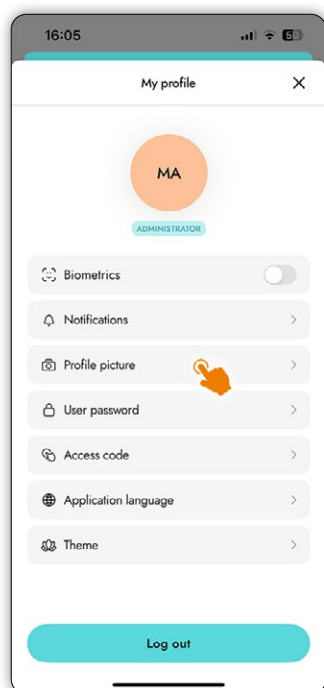 16:05
50
My profile
MA
ADMINISTRATOR
Biometrics
Notifications
Profile picture
User password
Access code
Application language
Theme
Log out